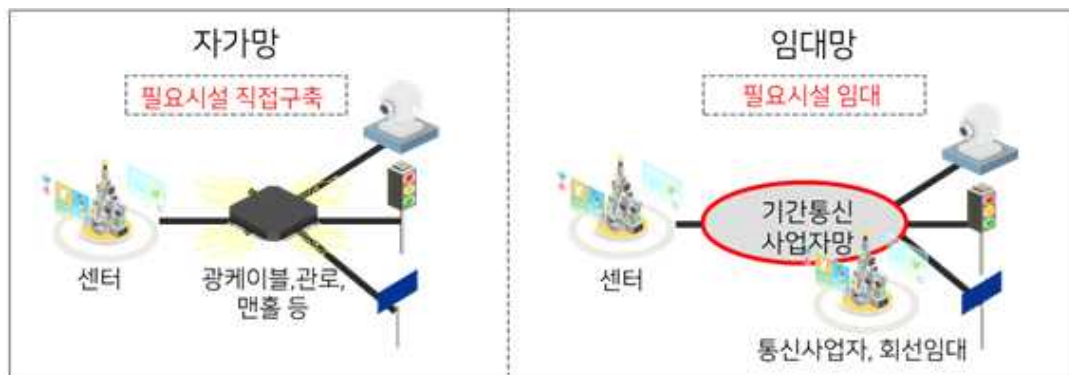 자가망
필요시설 직접구축
센터
광케이블,관로,
맨홀 등
임대망
필요시설 임대
기간통신
사업자망
센터
통신사업자, 회선임대